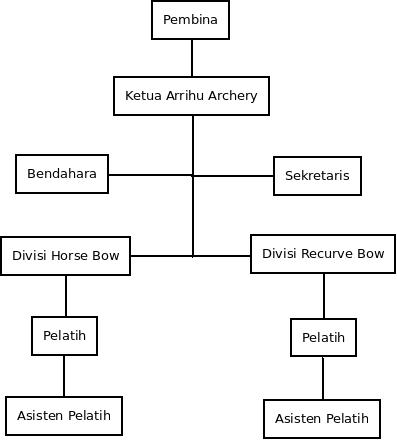 Pembina
Ketua Arrihu Archery
Bendahara
Sekretaris
Divisi Horse Bow
Divisi Recurve Bow
Pelatih
Pelatih
Asisten Pelatih
Asisten Pelatih